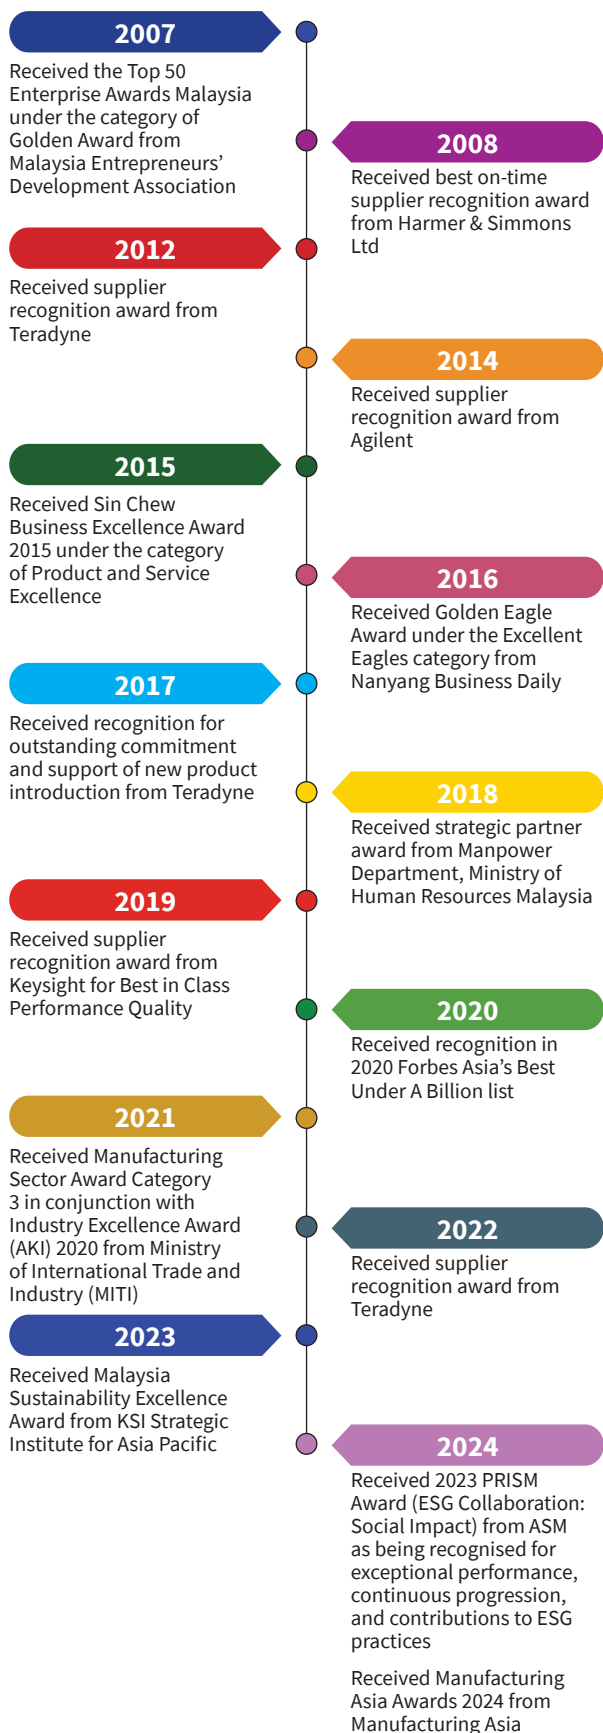 2007
Received the Top 50
Enterprise Awards Malaysia
under the category of
Golden Award from
Malaysia Entrepreneurs’
Development Association
2008
Received best on-time
supplier recognition award
from Harmer & Simmons
Ltd
2012
Received supplier
recognition award from
Teradyne
2014
Received supplier
recognition award from
Agilent
2015
Received Sin Chew
Business Excellence Award
2015 under the category
of Product and Service
Excellence
2016
Received Golden Eagle
Award under the Excellent
Eagles category from
Nanyang Business Daily
2017
Received recognition for
outstanding commitment
and support of new product
introduction from Teradyne
2018
Received strategic partner
award from Manpower
Department, Ministry of
Human Resources Malaysia
2019
Received supplier
recognition award from
Keysight for Best in Class
Performance Quality
2020
Received recognition in
2020 Forbes Asia’s Best
Under A Billion list
2021
Received Manufacturing
Sector Award Category
3 in conjunction with
Industry Excellence Award
(AKI) 2020 from Ministry
of International Trade and
Industry (MITI)
2022
Received supplier
recognition award from
Teradyne
2023
Received Malaysia
Sustainability Excellence
Award from KSI Strategic
Institute for Asia Pacific
2024
Received 2023 PRISM
Award (ESG Collaboration:
Social Impact) from ASM
as being recognised for
exceptional performance,
continuous progression,
and contributions to ESG
practices
Received Manufacturing
Asia Awards 2024 from
Manufacturing Asia